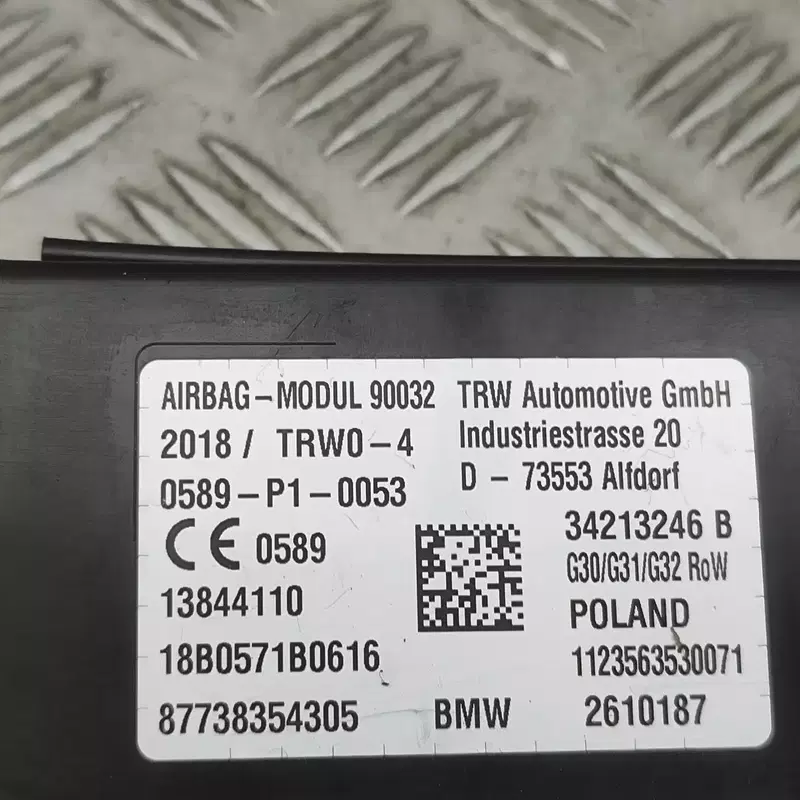 AIRBAG-MODUL 90032 TRW Automotive GmbH
2018 / TRW0-4 Industriestrasse 20
0589-P1-0053 D - 73553 Alfdorf
CE 0589 34213246 B
G30/G31/G32 RoW
13844110 POLAND
18B0571B0616 1123563530071
87738354305 BMW 2610187